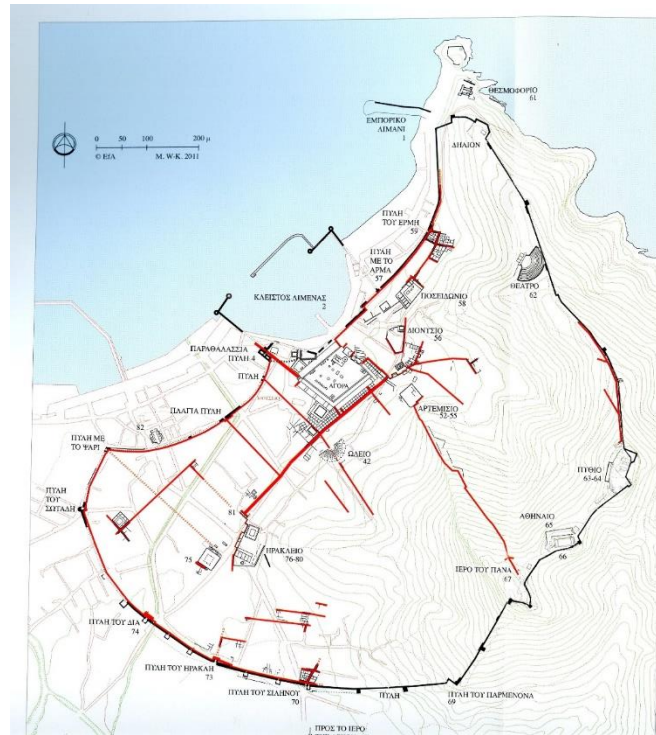 ΘΕΣΜΟΦΟΡΙΟ
61
ΕΜΠΟΡΙΚΟ
ΛΙΜΑΝΙ
1
0 50 100 200 μ
© EfA M. W-K. 2011
ΔΗΛΙΟΝ
ΠΥΛΗ
ΤΟΥ ΕΡΜΗ
59
ΠΥΛΗ
ΜΕ ΤΟ
ΑΡΜΑ
57
ΘΕΑΤΡΟ
62
ΚΛΕΙΣΤΟΣ ΛΙΜΕΝΑΣ
2
ΠΟΣΕΙΔΩΝΙΟ
58
ΔΙΟΝΥΣΙΟ
56
ΠΑΡΑΘΑΛΑΣΣΙΑ
ΠΥΛΗ 4
ΠΥΛΗ
ΑΓΟΡΑ
ΑΡΤΕΜΙΣΙΟ
52-55
ΠΛΑΓΙΑ ΠΥΛΗ
82
ΠΥΛΗ ΜΕ
ΤΟ ΨΑΡΙ
ΩΔΕΙΟ
42
ΠΥΘΙΟ
63-64
ΠΥΛΗ
ΤΟΥ
ΣΩΤΑΔΗ
81
ΑΘΗΝΑΙΟ
65
66
ΗΡΑΚΛΕΙΟ
76-80
75
ΙΕΡΟ ΤΟΥ ΠΑΝΑ
67
ΠΥΛΗ ΤΟΥ ΔΙΑ
74
ΠΥΛΗ ΤΟΥ ΗΡΑΚΛΗ
73
ΠΥΛΗ ΤΟΥ ΣΙΛΗΝΟΥ
70
ΠΥΛΗ
ΠΥΛΗ ΤΟΥ ΠΑΡΜΕΝΟΝΑ
69
ΠΡΟΣ ΤΟ ΙΕΡΟ